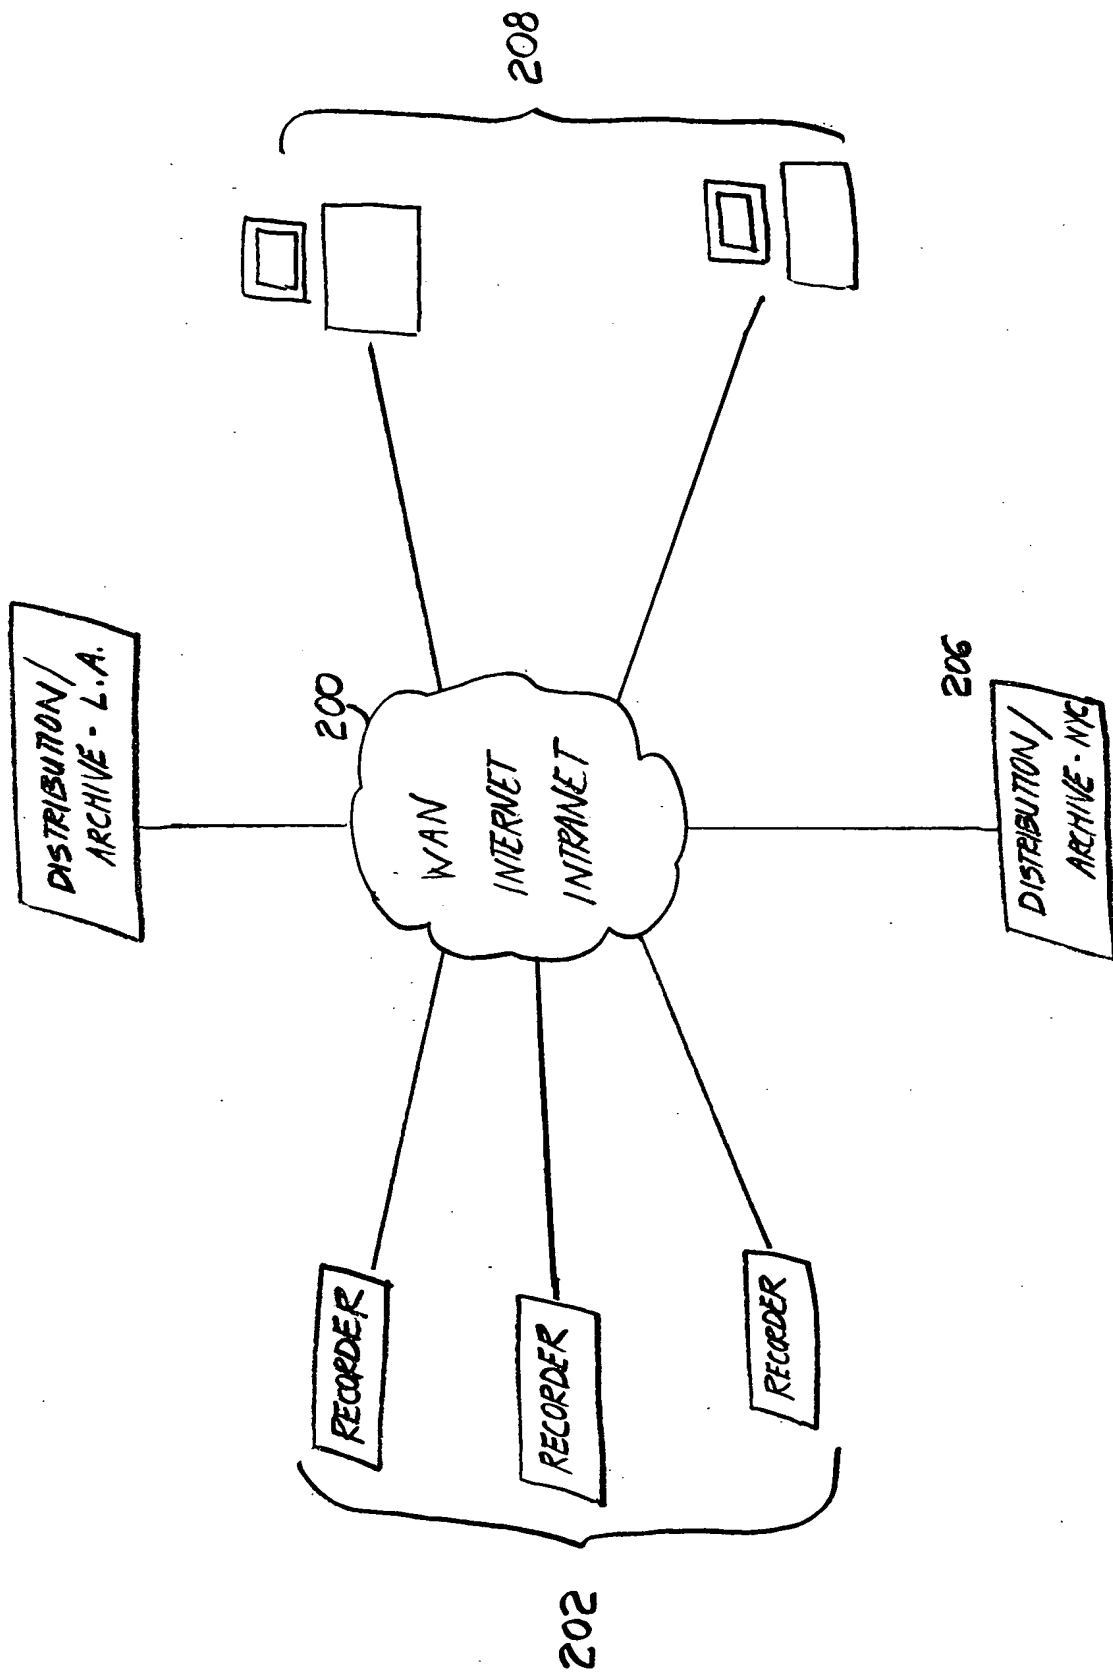 DISTRIBUTION/
ARCHIVE - L.A.
200
WAN
INTERNET
INTRANET
RECORDER
RECORDER
RECORDER
202
208
206
DISTRIBUTION/
ARCHIVE - NYC